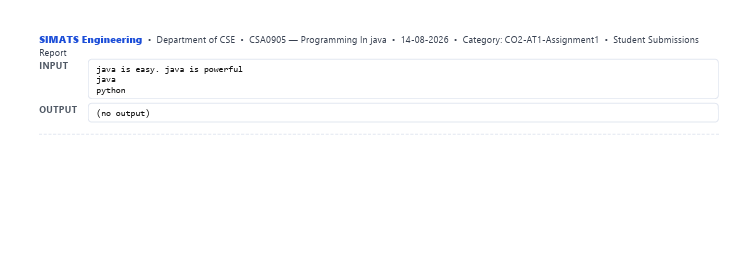 SIMATS Engineering • Department of CSE • CSA0905 — Programming In java • 14-08-2026 • Category: CO2-AT1-Assignment1 • Student Submissions
Report
INPUT
java is easy. java is powerful
java
python
OUTPUT
(no output)